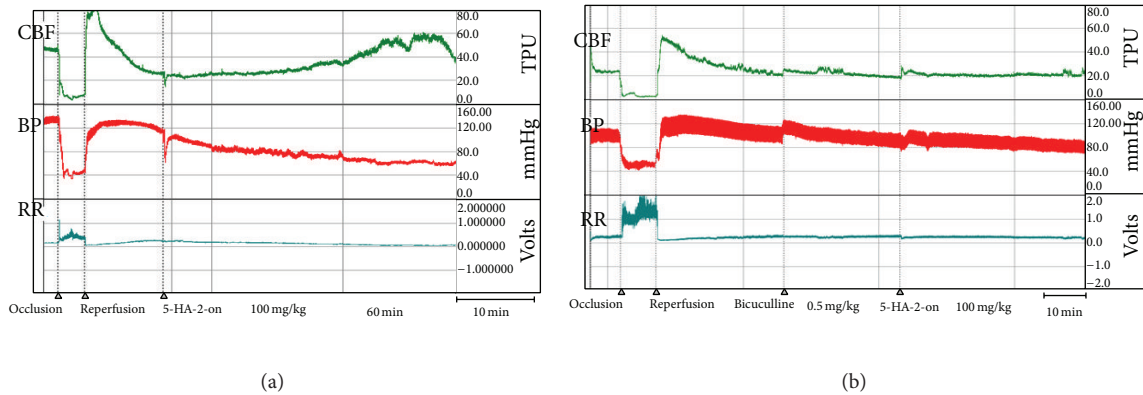 CBF
80.0
60.0
40.0
20.0
0.0
TPU
BP
160.00
120.00
80.0
40.0
0.0
mmHg
RR
2.000000
1.000000
0.000000
−1.000000
Volts
Occlusion Reperfusion 5-HA-2-on 100 mg/kg 60 min 10 min
(a)
CBF
80.0
60.0
40.0
20.0
0.0
TPU
BP
160.00
120.00
80.0
40.0
0.0
mmHg
RR
2.0
1.0
0.0
−1.0
−2.0
Volts
Occlusion Reperfusion Bicuculline 0.5 mg/kg 5-HA-2-on 100 mg/kg 10 min
(b)